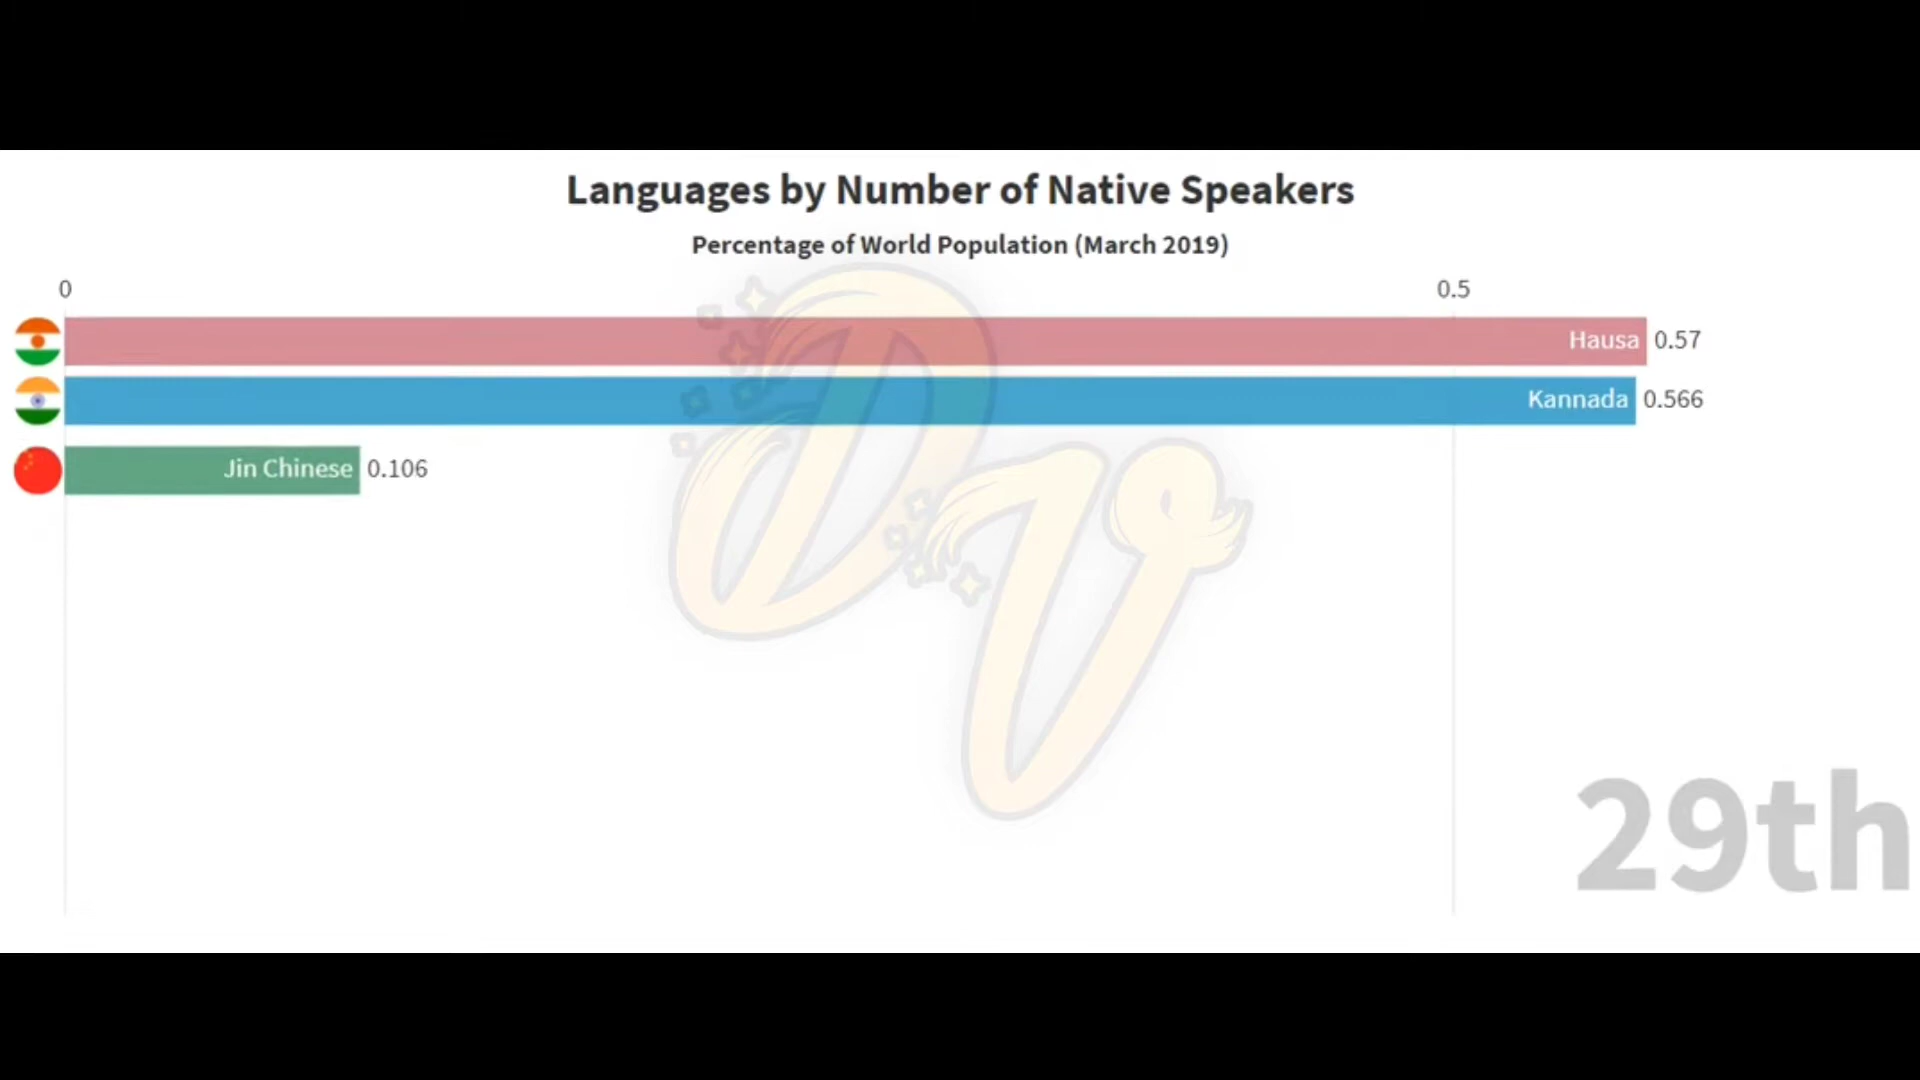 Languages by Number of Native Speakers
Percentage of World Population (March 2019)
0 0.5
Hausa 0.57
Kannada 0.566
Jin Chinese 0.106
DV
29th